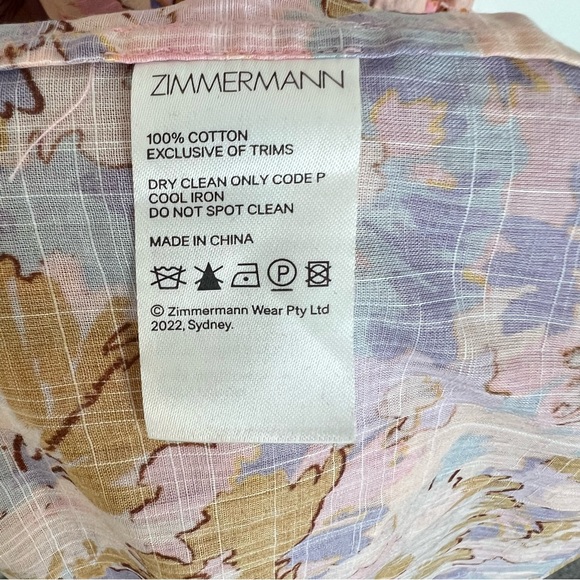 ZIMMERMANN
100% COTTON
EXCLUSIVE OF TRIMS
DRY CLEAN ONLY CODE P
COOL IRON
DO NOT SPOT CLEAN
MADE IN CHINA
P
© Zimmermann Wear Pty Ltd
2022, Sydney.